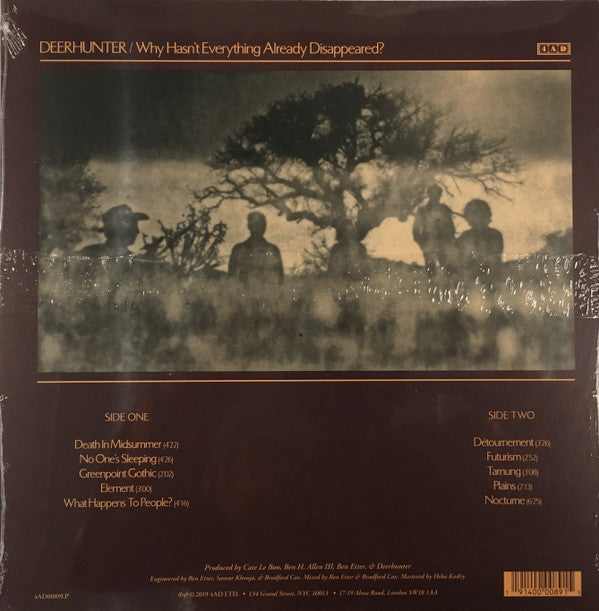 DEERHUNTER / Why Hasn't Everything Already Disappeared?
4AD
SIDE ONE
Death In Midsummer (4:22)
No One's Sleeping (4:26)
Greenpoint Gothic (2:02)
Element (3:00)
What Happens To People? (4:16)
SIDE TWO
Détournement (3:26)
Futurism (2:52)
Tarnung (3:08)
Plains (2:13)
Nocturne (6:25)
Produced by Cate Le Bon, Ben H. Allen III, Ben Etter, & Deerhunter
Engineered by Ben Etter, Samur Khouja, & Bradford Cox. Mixed by Ben Etter & Bradford Cox. Mastered by Heba Kadry
4AD0089LP
℗ & © 2019 4AD LTD. • 134 Grand Street, NYC 10013 • 17-19 Alma Road, London SW18 1AA
1 91400 00891 5